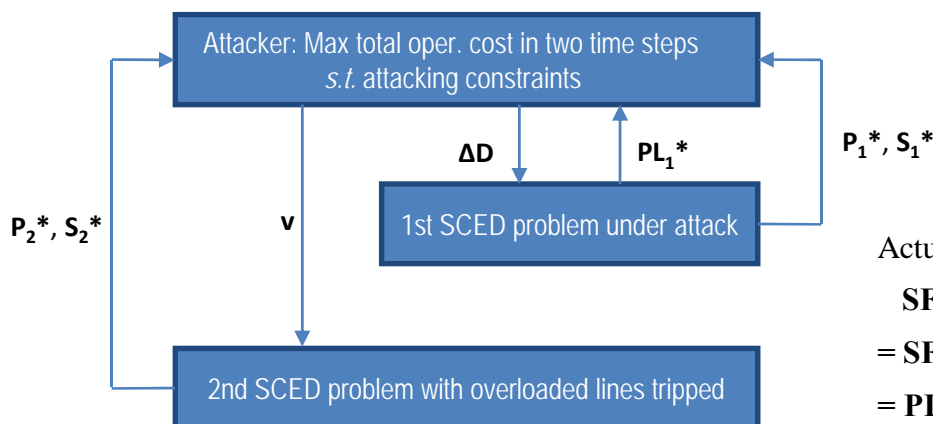 Attacker: Max total oper. cost in two time steps
s.t. attacking constraints
ΔD
PL1*
P1*, S1*
P2*, S2*
v
1st SCED problem under attack
2nd SCED problem with overloaded lines tripped
Actu
=